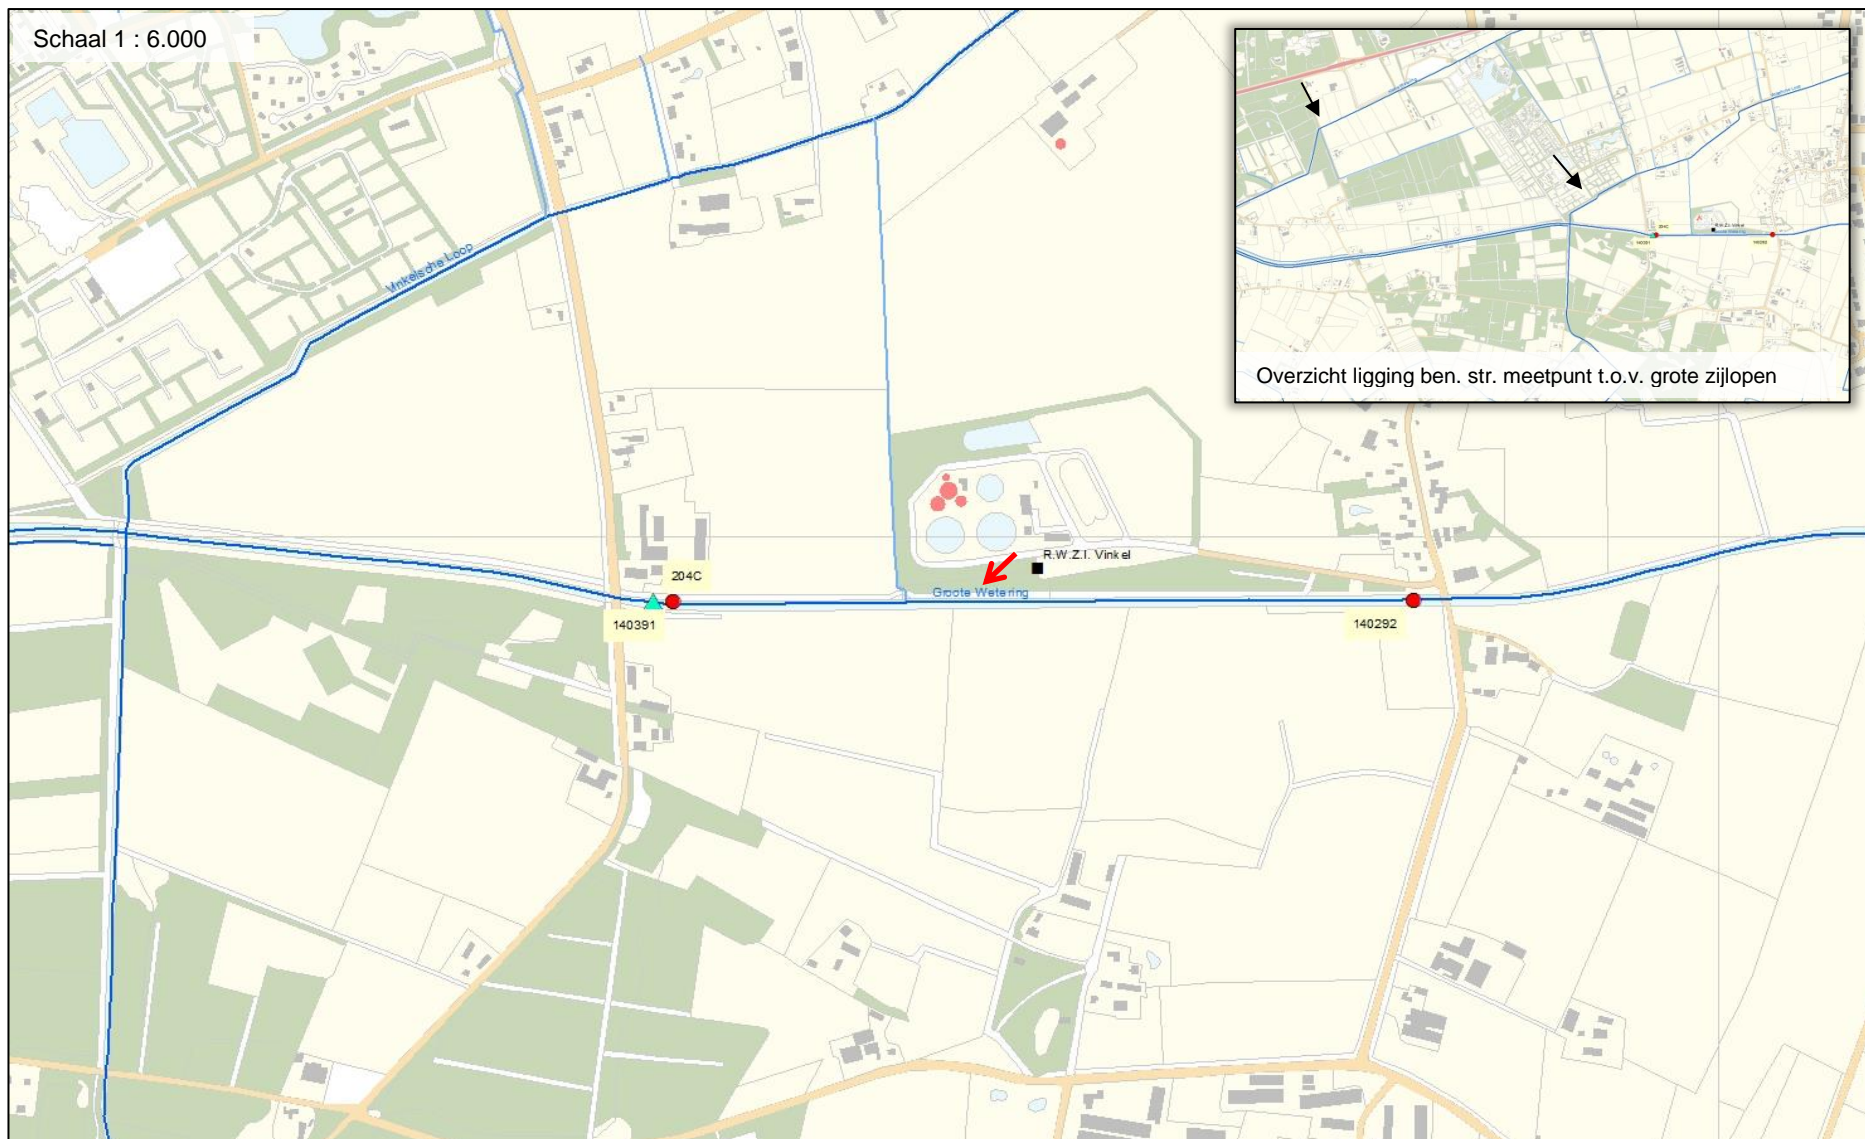 Schaal 1 : 6.000
Overzicht ligging ben. str. meetpunt t.o.v. grote zijlopen
Vinkelsche Loop
204C
140391
R.W.Z.I. Vinkel
Groote Wetering
140292